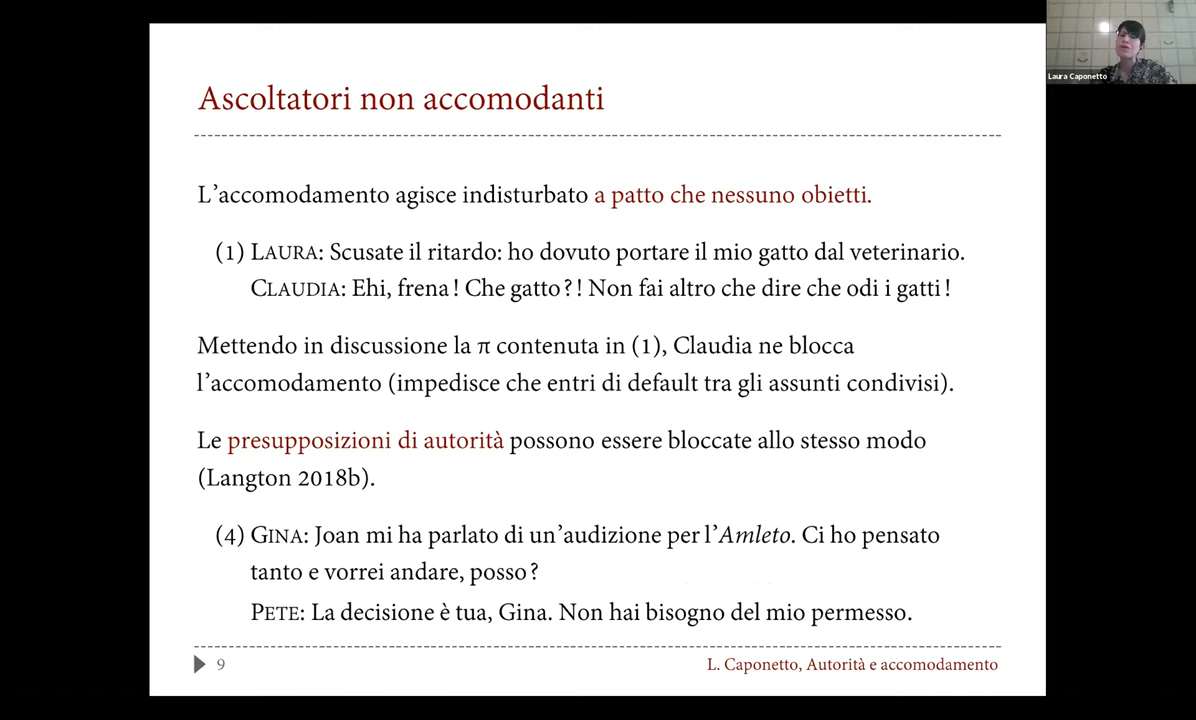 Laura Caponetto
Ascoltatori non accomodanti
L’accomodamento agisce indisturbato a patto che nessuno obietti.
(1) LAURA: Scusate il ritardo: ho dovuto portare il mio gatto dal veterinario.
CLAUDIA: Ehi, frena! Che gatto?! Non fai altro che dire che odi i gatti!
Mettendo in discussione la π contenuta in (1), Claudia ne blocca
l’accomodamento (impedisce che entri di default tra gli assunti condivisi).
Le presupposizioni di autorità possono essere bloccate allo stesso modo
(Langton 2018b).
(4) GINA: Joan mi ha parlato di un’audizione per l’Amleto. Ci ho pensato
tanto e vorrei andare, posso?
PETE: La decisione è tua, Gina. Non hai bisogno del mio permesso.
9
L. Caponetto, Autorità e accomodamento